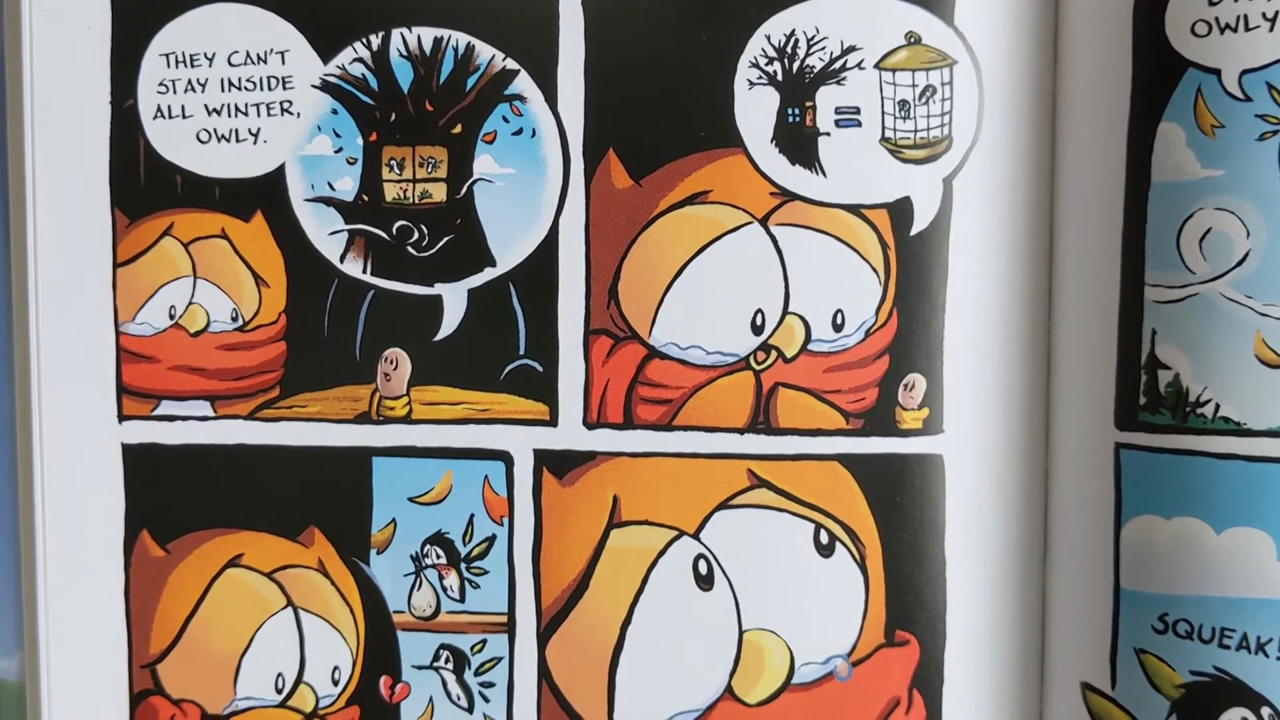 THEY CAN'T
STAY INSIDE
ALL WINTER,
OWLY.
=
OWLY
SQUEAK!